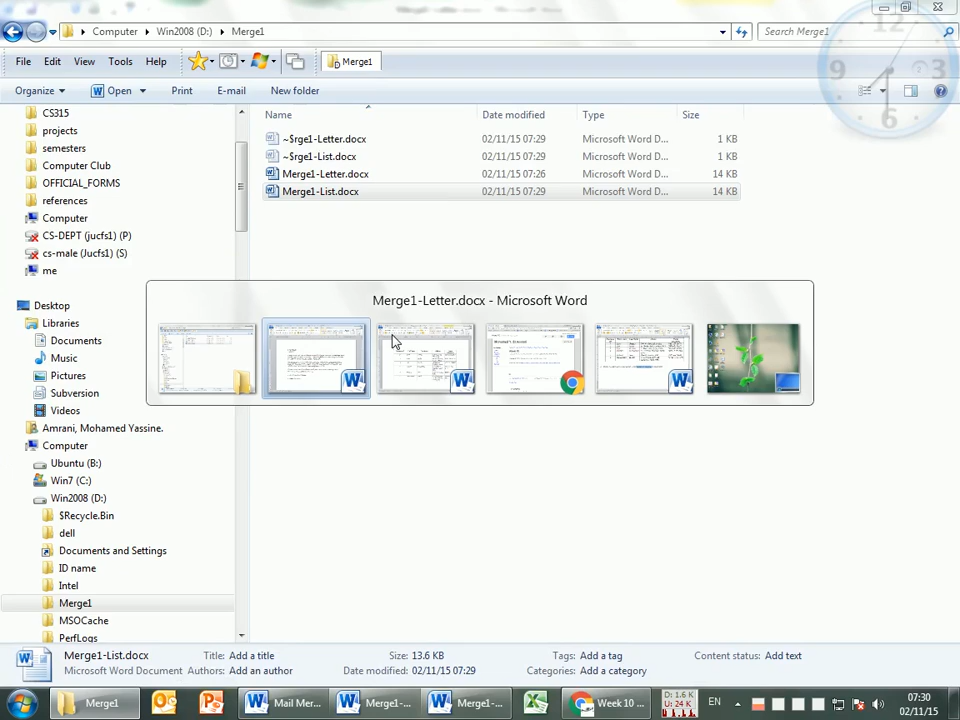 Computer ▸ Win2008 (D:) ▸ Merge1
Search Merge1
File Edit View Tools Help
Merge1
Organize Open Print E-mail New folder
Name Date modified Type Size
~$rge1-Letter.docx 02/11/15 07:29 Microsoft Word D... 1 KB
~$rge1-List.docx 02/11/15 07:29 Microsoft Word D... 1 KB
Merge1-Letter.docx 02/11/15 07:26 Microsoft Word D... 14 KB
Merge1-List.docx 02/11/15 07:29 Microsoft Word D... 14 KB
12
9
3
6
CS315
projects
semesters
Computer Club
OFFICIAL_FORMS
references
Computer
CS-DEPT (jucfs1) (P)
cs-male (Jucfs1) (S)
me
Desktop
Libraries
Documents
Music
Pictures
Subversion
Videos
Amrani, Mohamed Yassine.
Computer
Ubuntu (B:)
Win7 (C:)
Win2008 (D:)
$Recycle.Bin
dell
Documents and Settings
ID name
Intel
Merge1
MSOCache
PerfLogs
Merge1-Letter.docx - Microsoft Word
Merge1-List.docx Title: Add a title Size: 13.6 KB Tags: Add a tag Content status: Add text
Microsoft Word Document Authors: Add an author Date modified: 02/11/15 07:29 Categories: Add a category
Merge1
Mail Mer...
Merge1-...
Merge1-...
Week 10 ...
D: 1.6 K
U: 24 K
EN
07:30
02/11/15